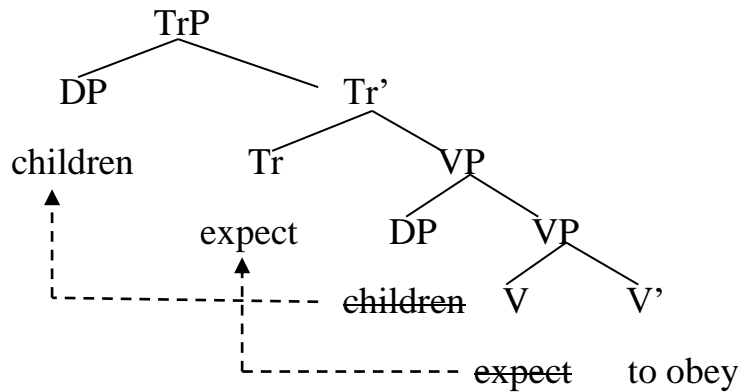 TrP
DP Tr’
children Tr VP
expect DP VP
children V V’
expect to obey